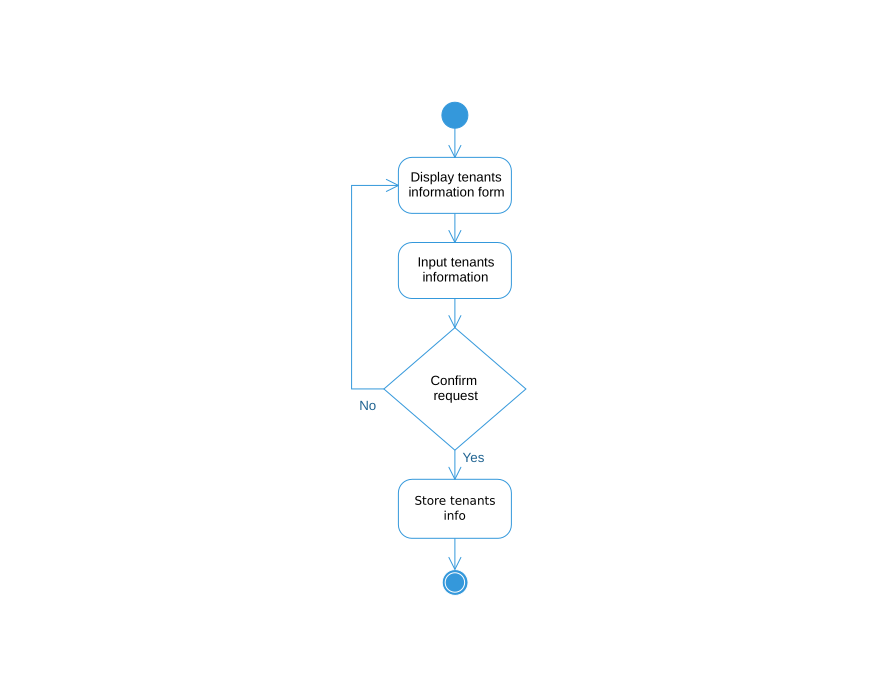 Display tenants
information form
Input tenants
information
Confirm
request
No
Yes
Store tenants
info